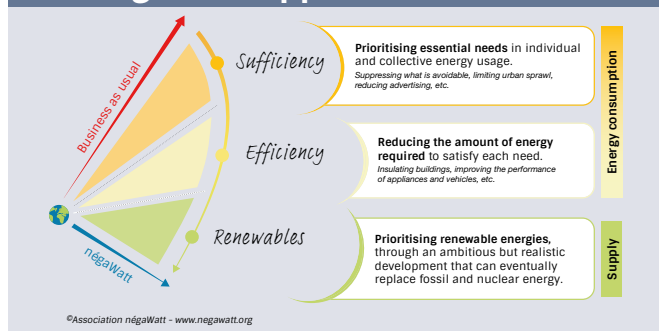 Business as usual
négaWatt
Sufficiency
Prioritising essential needs in individual
and collective energy usage.
Suppressing what is avoidable, limiting urban sprawl,
reducing advertising, etc.
Efficiency
Reducing the amount of energy
required to satisfy each need.
Insulating buildings, improving the performance
of appliances and vehicles, etc.
Energy consumption
Renewables
Prioritising renewable energies,
through an ambitious but realistic
development that can eventually
replace fossil and nuclear energy.
Supply
©Association négaWatt - www.negawatt.org